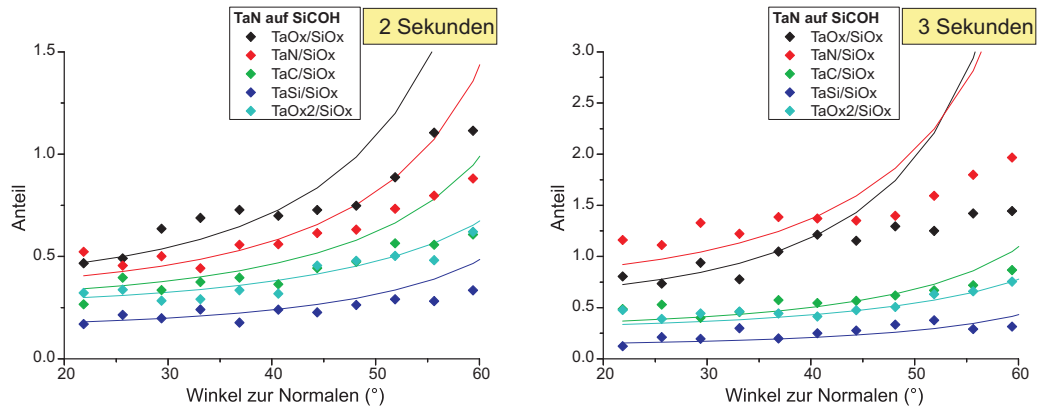 TaN auf SiCOH
TaOx/SiOx
TaN/SiOx
TaC/SiOx
TaSi/SiOx
TaOx2/SiOx
2 Sekunden
1.5
1.0
0.5
0.0
Anteil
20 30 40 50 60
Winkel zur Normalen (°)
TaN auf SiCOH
TaOx/SiOx
TaN/SiOx
TaC/SiOx
TaSi/SiOx
TaOx2/SiOx
3 Sekunden
3.0
2.5
2.0
1.5
1.0
0.5
0.0
Anteil
20 30 40 50 60
Winkel zur Normalen (°)